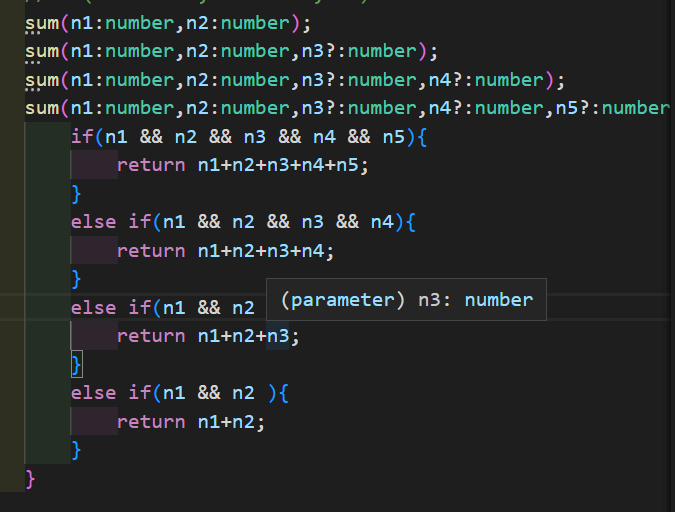 sum(n1:number,n2:number);
sum(n1:number,n2:number,n3?:number);
sum(n1:number,n2:number,n3?:number,n4?:number);
sum(n1:number,n2:number,n3?:number,n4?:number,n5?:number
if(n1 && n2 && n3 && n4 && n5){
return n1+n2+n3+n4+n5;
}
else if(n1 && n2 && n3 && n4){
return n1+n2+n3+n4;
}
else if(n1 && n2
(parameter) n3: number
return n1+n2+n3;
}
else if(n1 && n2 ){
return n1+n2;
}
}